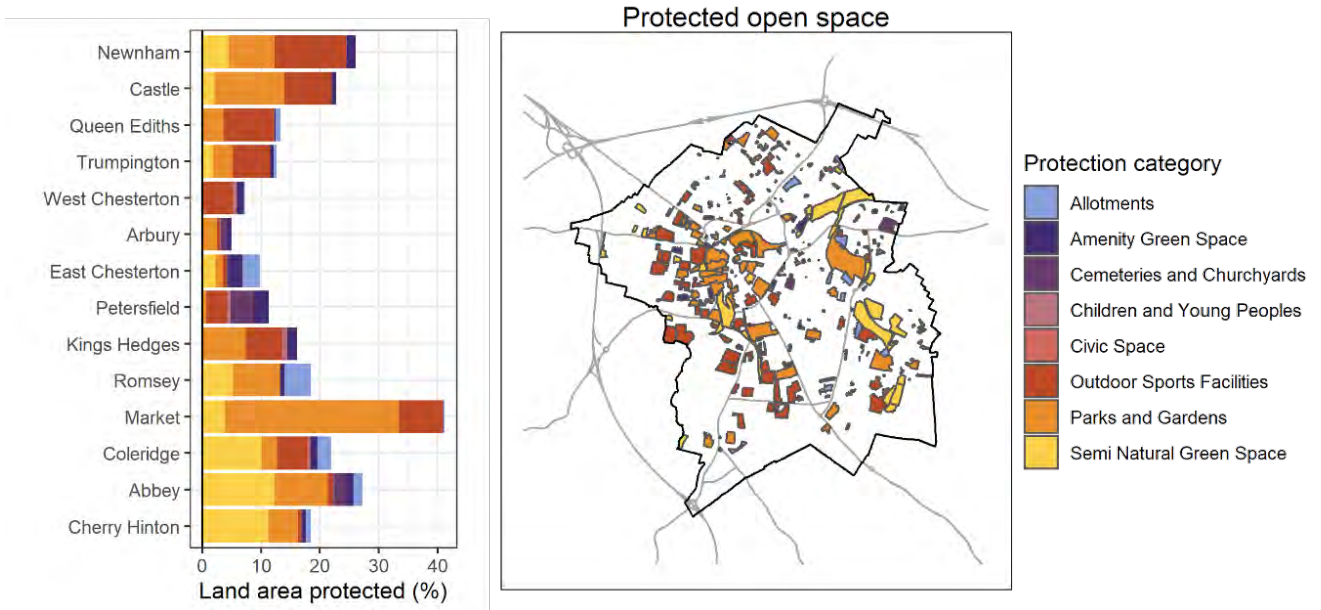 Protected open space
Newnham
Castle
Queen Ediths
Trumpington
West Chesterton
Arbury
East Chesterton
Petersfield
Kings Hedges
Romsey
Market
Coleridge
Abbey
Cherry Hinton
0 10 20 30 40
Land area protected (%)
Protection category
Allotments
Amenity Green Space
Cemeteries and Churchyards
Children and Young Peoples
Civic Space
Outdoor Sports Facilities
Parks and Gardens
Semi Natural Green Space